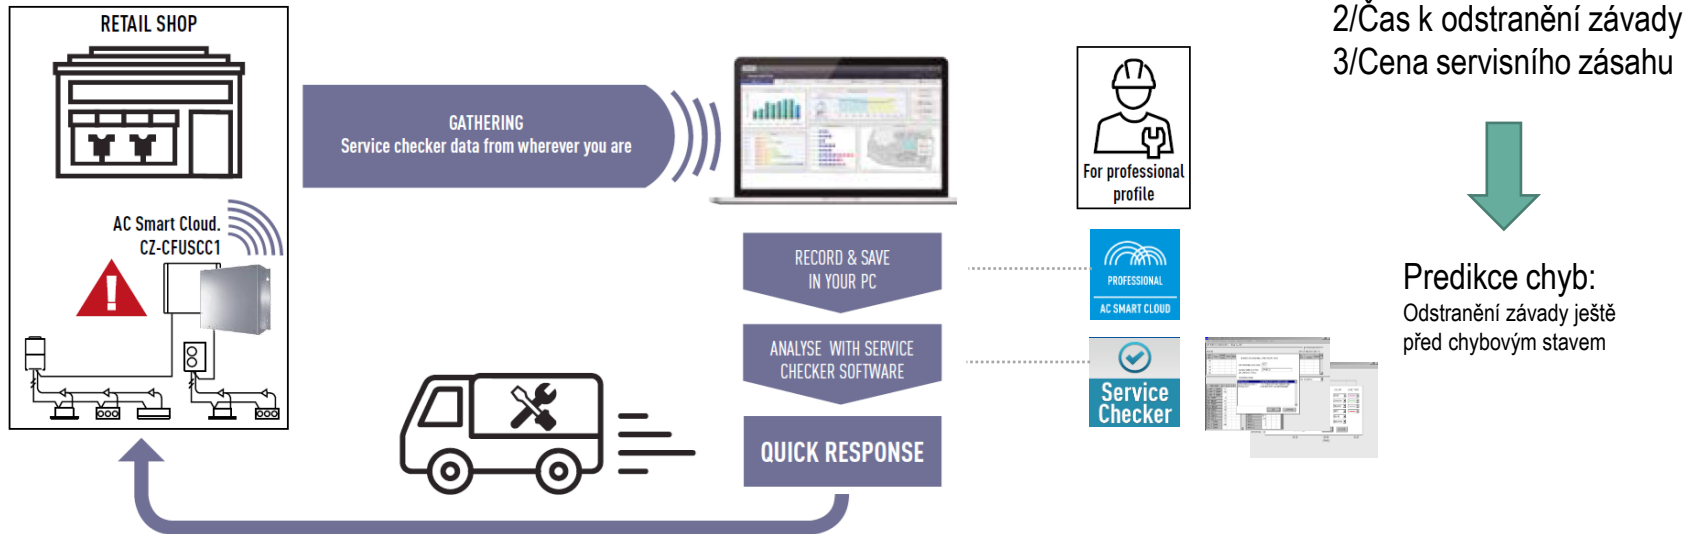 RETAIL SHOP
AC Smart Cloud.
CZ-CFUSCC1
GATHERING
Service checker data from wherever you are
RECORD & SAVE
IN YOUR PC
ANALYSE WITH SERVICE
CHECKER SOFTWARE
QUICK RESPONSE
For professional
profile
PROFESSIONAL
AC SMART CLOUD
Service
Checker
2/Čas k odstranění závady
3/Cena servisního zásahu
Predikce chyb:
Odstranění závady ještě
před chybovým stavem